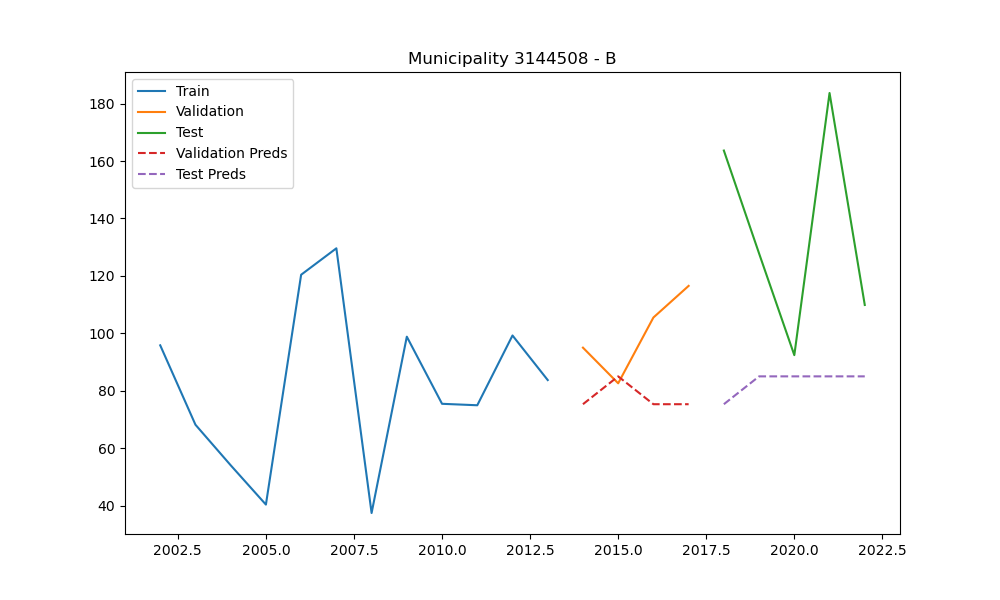 Municipality 3144508 - B
Train
Validation
Test
Validation Preds
Test Preds
180
160
140
120
100
80
60
40
2002.5 2005.0 2007.5 2010.0 2012.5 2015.0 2017.5 2020.0 2022.5